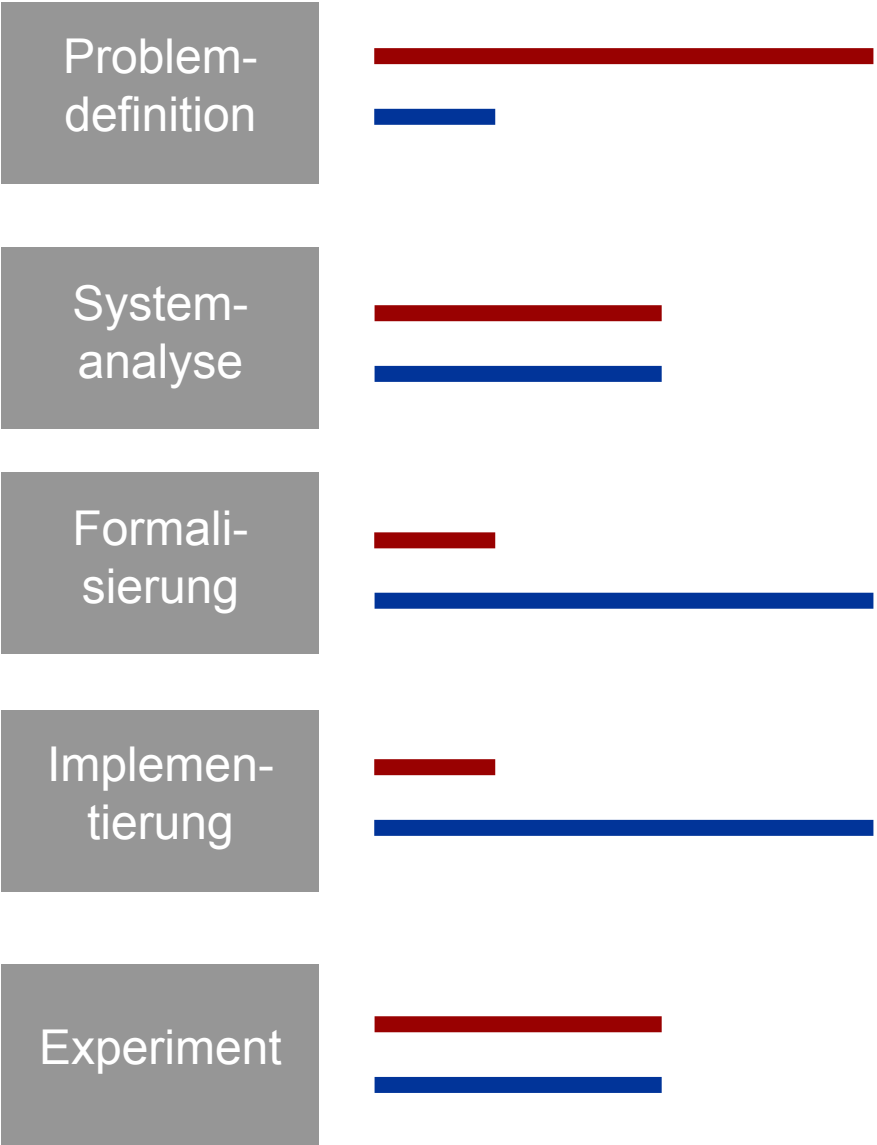 Problem-
definition
System-
analyse
Formali-
sierung
Implemen-
tierung
Experiment